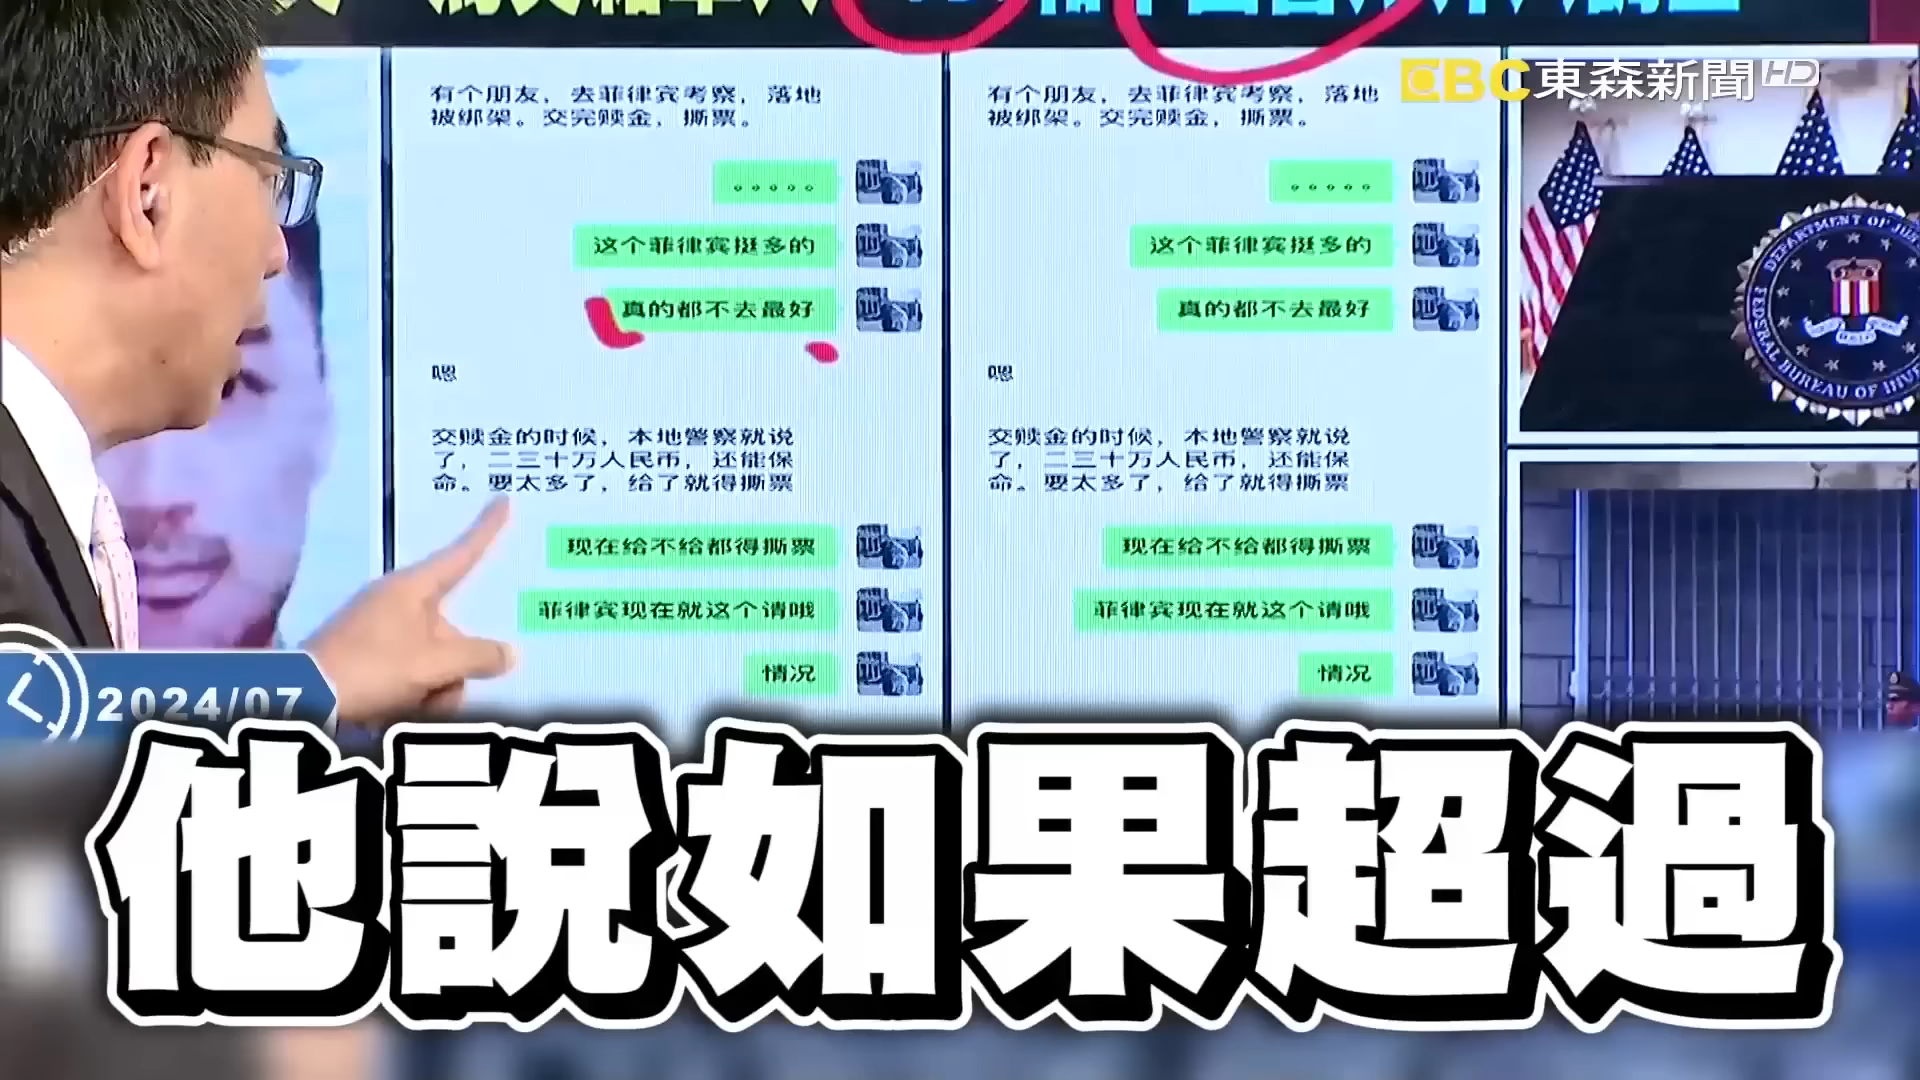 EBC東森新聞HD
有个朋友，去菲律宾考察，落地
被绑架。交完赎金，撕票。
。。。。。
这个菲律宾挺多的
真的都不去最好
嗯
交赎金的时候，本地警察就说
了，二三十万人民币，还能保
命。要太多了，给了就得撕票
现在给不给都得撕票
菲律宾现在就这个请哦
情况
有个朋友，去菲律宾考察，落地
被绑架。交完赎金，撕票。
。。。。。
这个菲律宾挺多的
真的都不去最好
嗯
交赎金的时候，本地警察就说
了，二三十万人民币，还能保
命。要太多了，给了就得撕票
现在给不给都得撕票
菲律宾现在就这个请哦
情况
DEPARTMENT OF JUS
FEDERAL BUREAU OF INVE
2024/07
他說如果超過